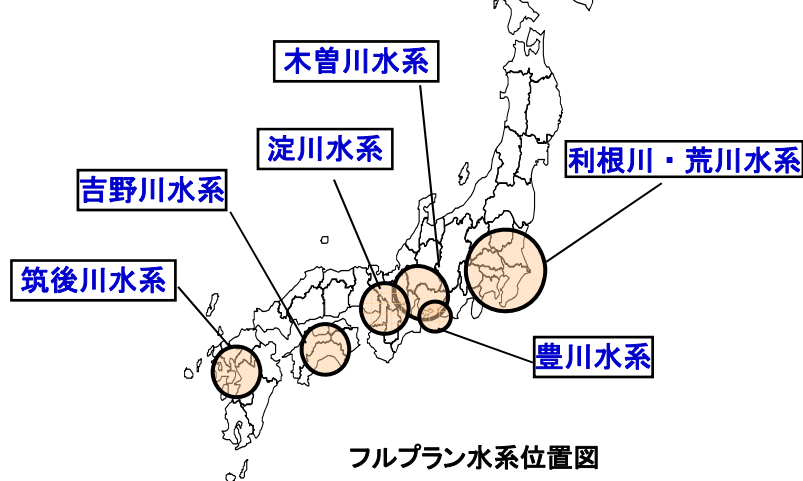 木曽川水系
淀川水系
利根川・荒川水系
吉野川水系
筑後川水系
豊川水系
フルプラン水系位置図